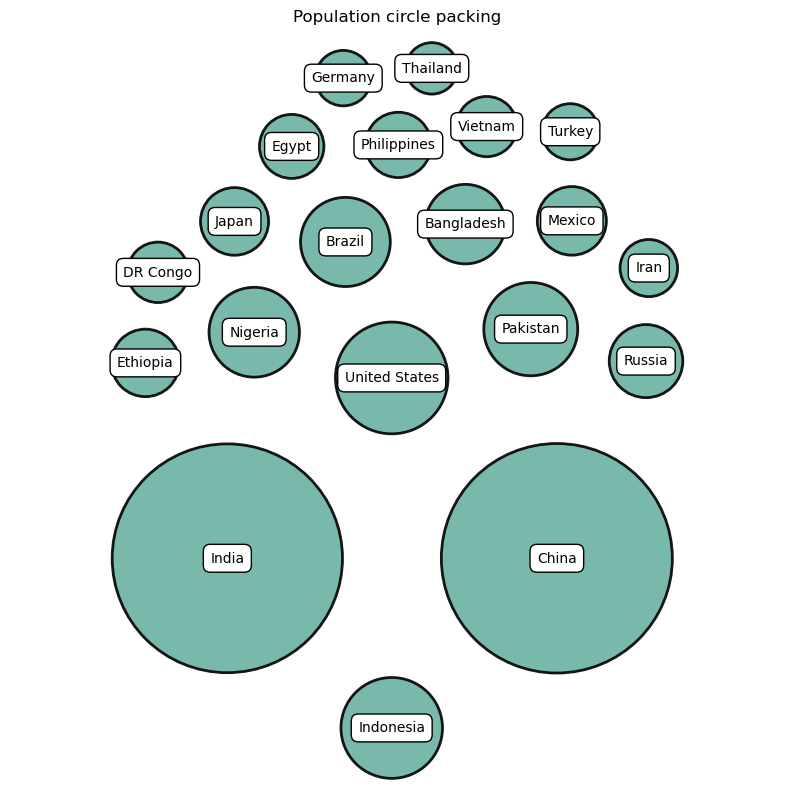 Population circle packing
Thailand
Germany
Vietnam
Turkey
Philippines
Egypt
Mexico
Japan
Bangladesh
Brazil
Iran
DR Congo
Pakistan
Nigeria
Russia
Ethiopia
United States
India
China
Indonesia